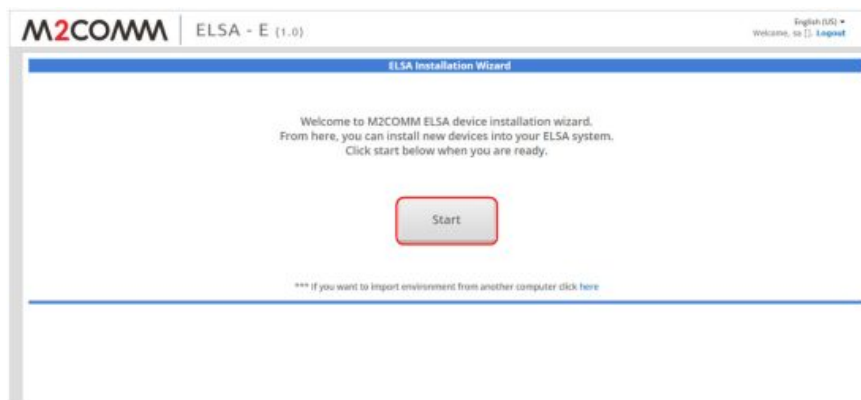 M2COMM ELSA - E (1.0)
English (US)
Welcome, sa []. Logout
ELSA Installation Wizard
Welcome to M2COMM ELSA device installation wizard.
From here, you can install new devices into your ELSA system.
Click start below when you are ready.
Start
*** If you want to import environment from another computer click here